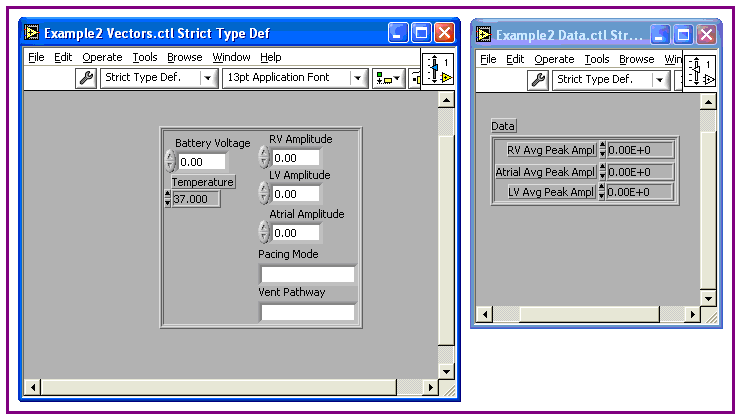 Example2 Vectors.ctl Strict Type Def
File Edit Operate Tools Browse Window Help
Strict Type Def. 13pt Application Font
1
Battery Voltage
0.00
Temperature
37.000
RV Amplitude
0.00
LV Amplitude
0.00
Atrial Amplitude
0.00
Pacing Mode
Vent Pathway
Example2 Data.ctl Str...
File Edit Operate Tools Browse
Strict Type Def.
1
Data
RV Avg Peak Ampl 0.00E+0
Atrial Avg Peak Ampl 0.00E+0
LV Avg Peak Ampl 0.00E+0